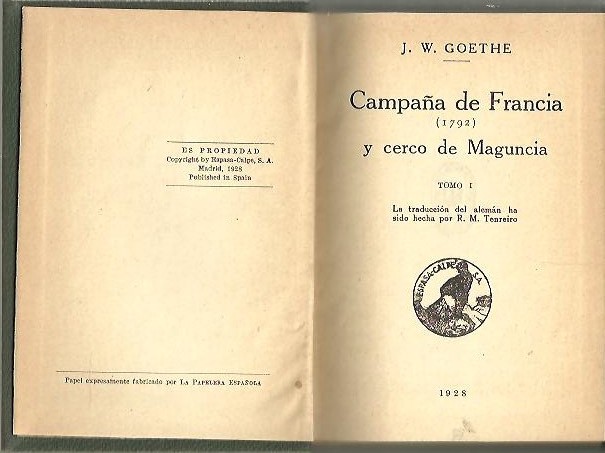 ES PROPIEDAD
Copyright by Espasa-Calpe, S. A.
Madrid, 1928
Published in Spain
Papel expresamente fabricado por LA PAPELERA ESPAÑOLA
J. W. GOETHE
Campaña de Francia
(1792)
y cerco de Maguncia
TOMO I
La traducción del alemán ha
sido hecha por R. M. Tenreiro
ESPASA-CALPE S.A.
1928